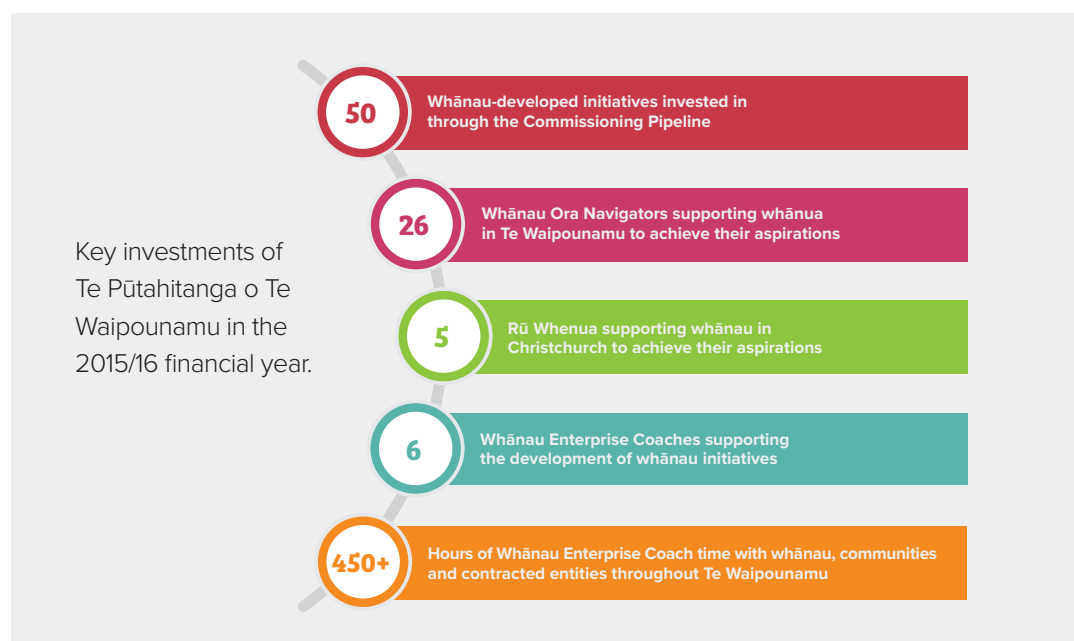 Key investments of
Te Pūtahitanga o Te
Waipounamu in the
2015/16 financial year.
50
Whānau-developed initiatives invested in
through the Commissioning Pipeline
26
Whānau Ora Navigators supporting whānua
in Te Waipounamu to achieve their aspirations
5
Rū Whenua supporting whānau in
Christchurch to achieve their aspirations
6
Whānau Enterprise Coaches supporting
the development of whānau initiatives
450+
Hours of Whānau Enterprise Coach time with whānau, communities
and contracted entities throughout Te Waipounamu